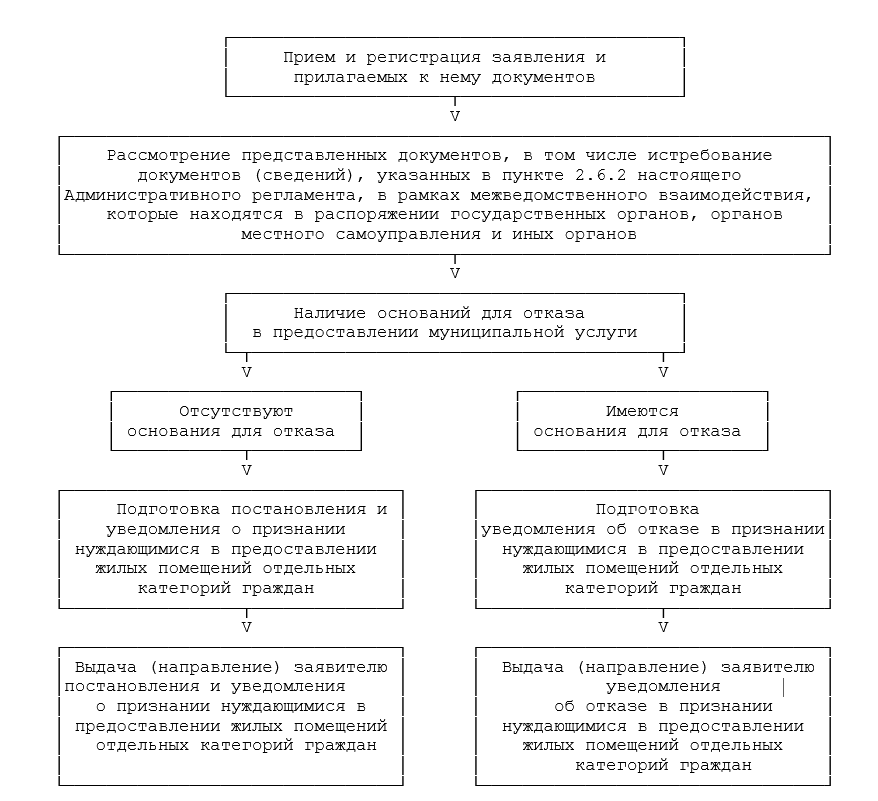 Прием и регистрация заявления и
прилагаемых к нему документов
V
Рассмотрение представленных документов, в том числе истребование
документов (сведений), указанных в пункте 2.6.2 настоящего
Административного регламента, в рамках межведомственного взаимодействия,
которые находятся в распоряжении государственных органов, органов
местного самоуправления и иных органов
V
Наличие оснований для отказа
в предоставлении муниципальной услуги
V
V
Отсутствуют
основания для отказа
V
Имеются
основания для отказа
V
Подготовка постановления и
уведомления о признании
нуждающимися в предоставлении
жилых помещений отдельных
категорий граждан
V
Подготовка
уведомления об отказе в признании
нуждающимися в предоставлении
жилых помещений отдельных
категорий граждан
V
Выдача (направление) заявителю
постановления и уведомления
о признании нуждающимися в
предоставлении жилых помещений
отдельных категорий граждан
Выдача (направление) заявителю
уведомления
об отказе в признании
нуждающимися в предоставлении
жилых помещений отдельных
категорий граждан